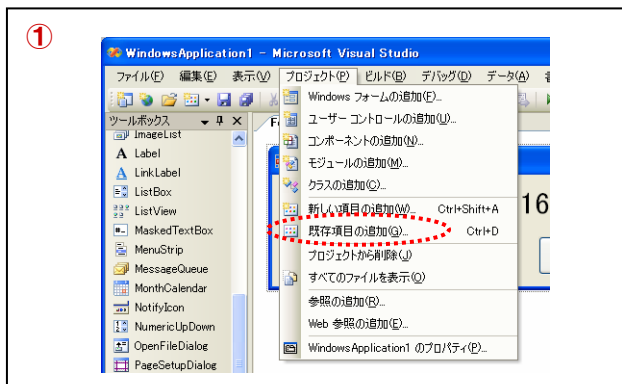 ①
WindowsApplication1 - Microsoft Visual Studio
ファイル(F) 編集(E) 表示(V) プロジェクト(P) ビルド(B) デバッグ(D) データ(A)
ツールボックス
ImageList
Label
LinkLabel
ListBox
ListView
MaskedTextBox
MenuStrip
MessageQueue
MonthCalendar
NotifyIcon
NumericUpDown
OpenFileDialog
PageSetupDialog
Windows フォームの追加(F)...
ユーザー コントロールの追加(U)...
コンポーネントの追加(N)...
モジュールの追加(M)...
クラスの追加(C)...
新しい項目の追加(W)... Ctrl+Shift+A
既存項目の追加(G)... Ctrl+D
プロジェクトから削除(J)
すべてのファイルを表示(O)
参照の追加(R)...
Web 参照の追加(E)...
WindowsApplication1 のプロパティ(P)...
16